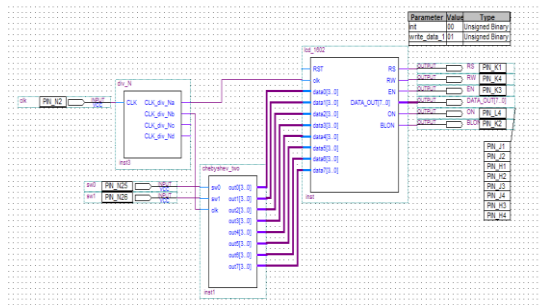 Parameter Value Type
init 00 Unsigned Binary
write_data_1 01 Unsigned Binary
lcd_1602
RST
clk
data0[3..0]
data1[3..0]
data2[3..0]
data3[3..0]
data4[3..0]
data5[3..0]
data6[3..0]
data7[3..0]
RS
RW
EN
DATA_OUT[7..0]
ON
BLON
inst
OUTPUT RS PIN_K1
OUTPUT RW PIN_K4
OUTPUT EN PIN_K3
OUTPUT DATA_OUT[7..0]
OUTPUT ON PIN_L4
OUTPUT BLON PIN_K2
PIN_J1
PIN_J2
PIN_H1
PIN_H2
PIN_J3
PIN_J4
PIN_H3
PIN_H4
div_N
clk PIN_N2 INPUT VCC
CLK CLK_div_Na
CLK_div_Nb
CLK_div_Nc
CLK_div_Nd
inst3
chebyshev_two
sw0 PIN_N25 INPUT VCC
sw1 PIN_N26 INPUT VCC
sw0 out0[3..0]
sw1 out1[3..0]
clk out2[3..0]
out3[3..0]
out4[3..0]
out5[3..0]
out6[3..0]
out7[3..0]
inst1